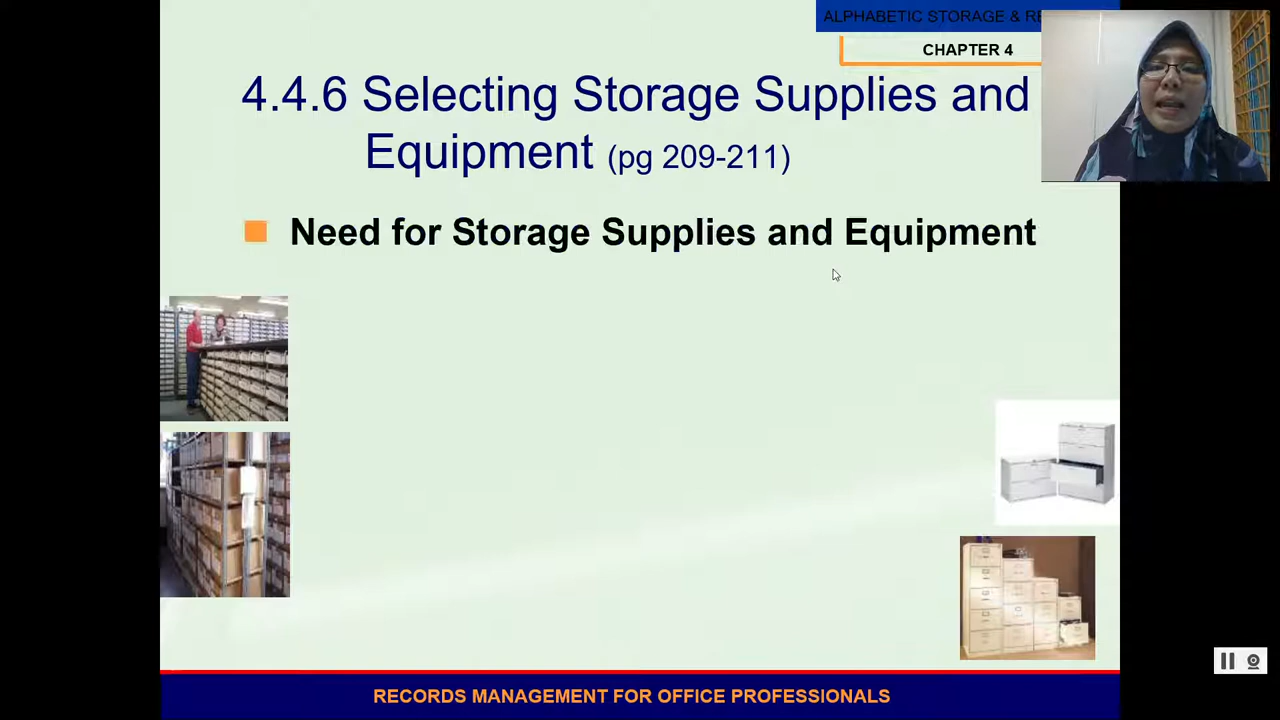 ALPHABETIC STORAGE &
CHAPTER 4
4.4.6 Selecting Storage Supplies and
Equipment (pg 209-211)
Need for Storage Supplies and Equipment
RECORDS MANAGEMENT FOR OFFICE PROFESSIONALS